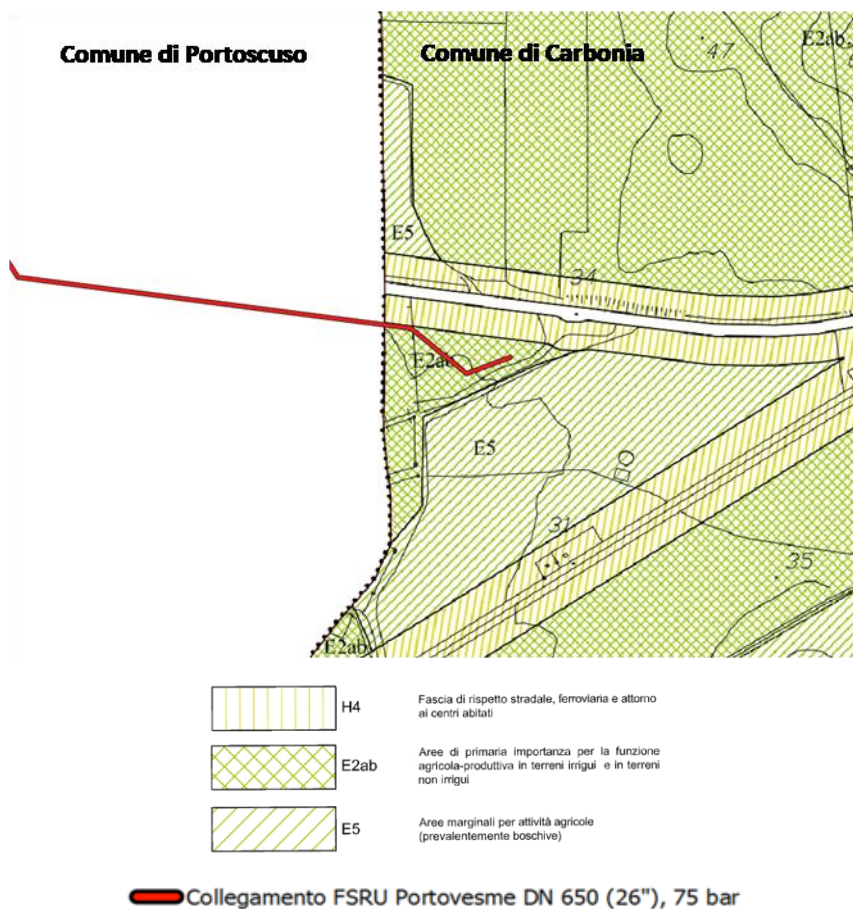 Comune di Portoscuso
Comune di Carbonia
47
E2ab
E5
34
E2ab
E5
31
35
E2ab
H4
Fascia di rispetto stradale, ferroviaria e attorno
ai centri abitati
E2ab
Aree di primaria importanza per la funzione
agricola-produttiva in terreni irrigui e in terreni
non irrigui
E5
Aree marginali per attività agricole
(prevalentemente boschive)
Collegamento FSRU Portovesme DN 650 (26"), 75 bar